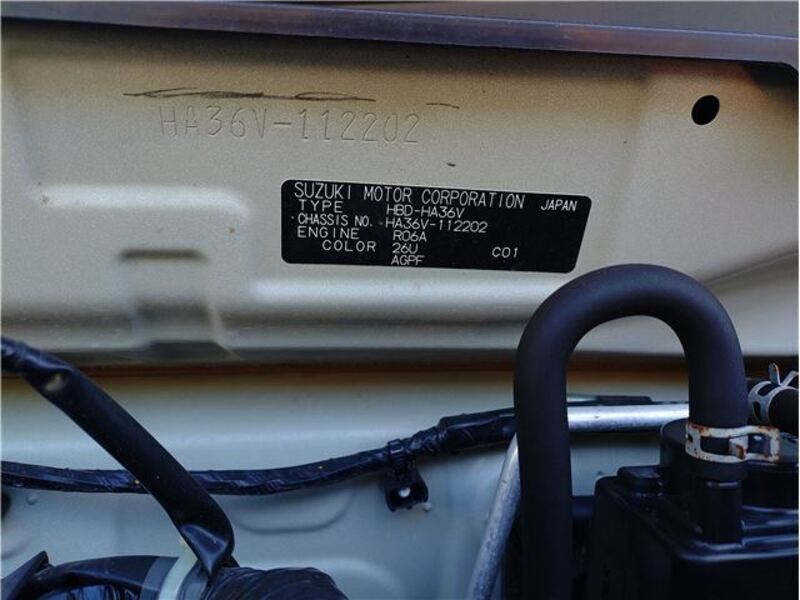 HA36V-112202
SUZUKI MOTOR CORPORATION JAPAN
TYPE HBD-HA36V
CHASSIS NO. HA36V-112202
ENGINE R06A
COLOR 26U C01
AGPF